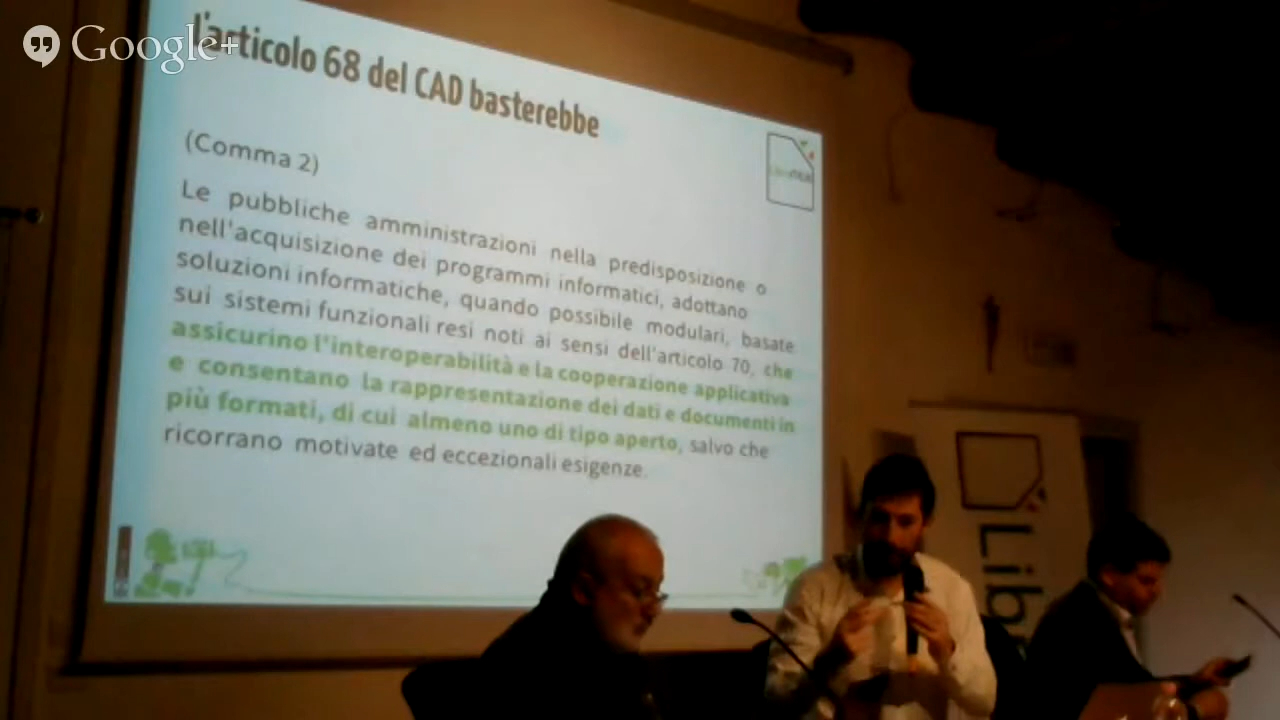 Google+
l'articolo 68 del CAD basterebbe
(Comma 2)
Le pubbliche amministrazioni nella predisposizione o
nell'acquisizione dei programmi informatici, adottano
soluzioni informatiche, quando possibile modulari, basate
sui sistemi funzionali resi noti ai sensi dell'articolo 70, che
assicurino l'interoperabilità e la cooperazione applicativa
e consentano la rappresentazione dei dati e documenti in
più formati, di cui almeno uno di tipo aperto, salvo che
ricorrano motivate ed eccezionali esigenze.
Lib